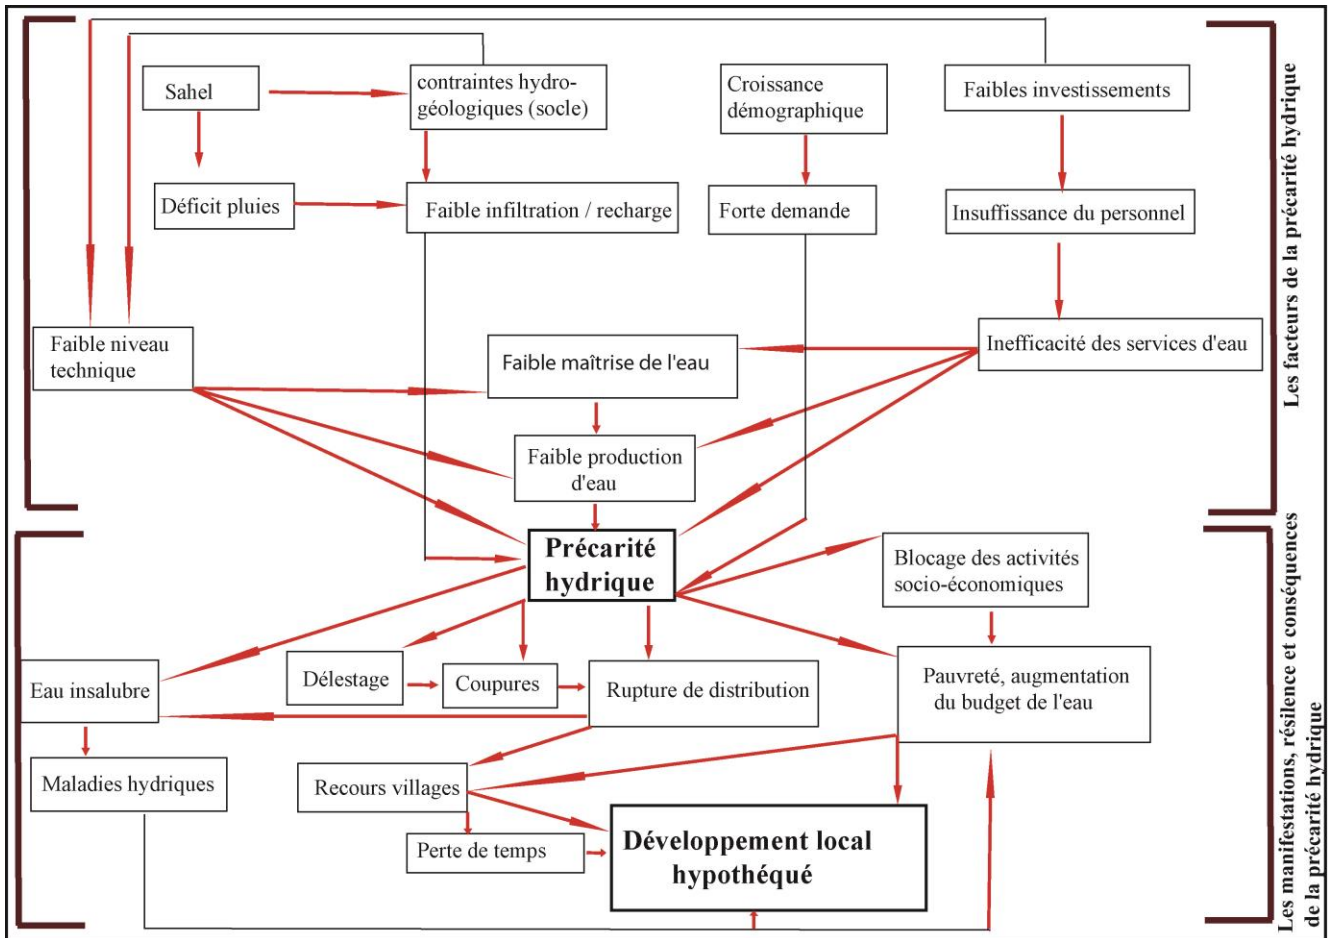 Sahel
contraintes hydro-
géologiques (socle)
Croissance
démographique
Faibles investissements
Déficit pluies
Faible infiltration / recharge
Forte demande
Insuffissance du personnel
Faible niveau
technique
Faible maîtrise de l'eau
Inefficacité des services d'eau
Faible production
d'eau
Les facteurs de la précarité hydrique
Précarité
hydrique
Blocage des activités
socio-économiques
Eau insalubre
Délestage
Coupures
Rupture de distribution
Pauvreté, augmentation
du budget de l'eau
Maladies hydriques
Recours villages
Perte de temps
Développement local
hypothéqué
Les manifestations, résilence et conséquences
de la précarité hydrique